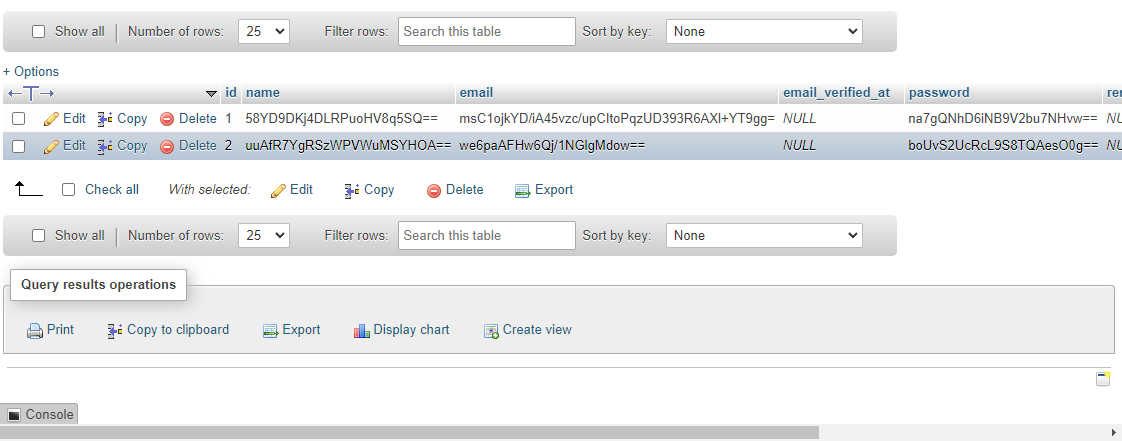 Show all Number of rows: 25 Filter rows: Search this table Sort by key: None
+ Options
id name email email_verified_at password rer
Edit Copy Delete 1 58YD9DKj4DLRPuoHV8q5SQ== msC1ojkYD/iA45vzc/upCItoPqzUD393R6AXI+YT9gg= NULL na7gQNhD6iNB9V2bu7NHvw== NU
Edit Copy Delete 2 uuAfR7YgRSzWPVWuMSYHOA== we6paAFHw6Qj/1NGlgMdow== NULL boUvS2UcRcL9S8TQAesO0g== NU
Check all With selected: Edit Copy Delete Export
Show all Number of rows: 25 Filter rows: Search this table Sort by key: None
Query results operations
Print Copy to clipboard Export Display chart Create view
Console